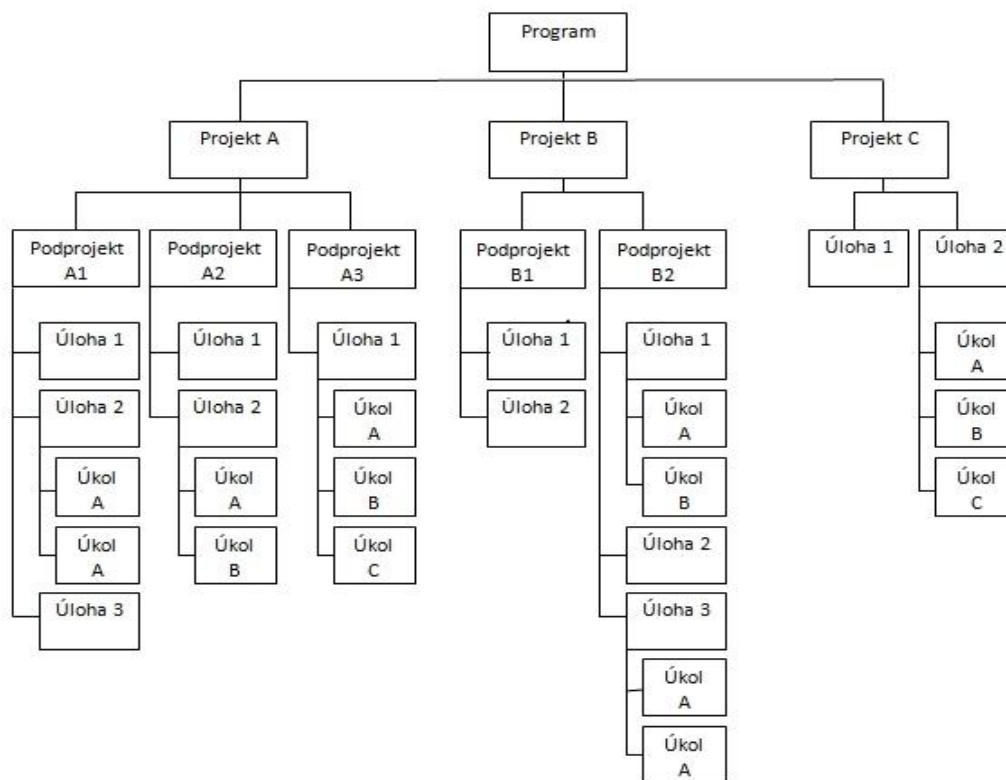 Program
Projekt A
Projekt B
Projekt C
Podprojekt
A1
Podprojekt
A2
Podprojekt
A3
Podprojekt
B1
Podprojekt
B2
Úloha 1
Úloha 2
Úloha 1
Úloha 2
Úkol
A
Úkol
A
Úloha 3
Úloha 1
Úloha 2
Úkol
A
Úkol
B
Úloha 1
Úkol
A
Úkol
B
Úkol
C
Úloha 1
Úloha 2
Úloha 1
Úkol
A
Úkol
B
Úloha 2
Úloha 3
Úkol
A
Úkol
A
Úkol
A
Úkol
B
Úkol
C